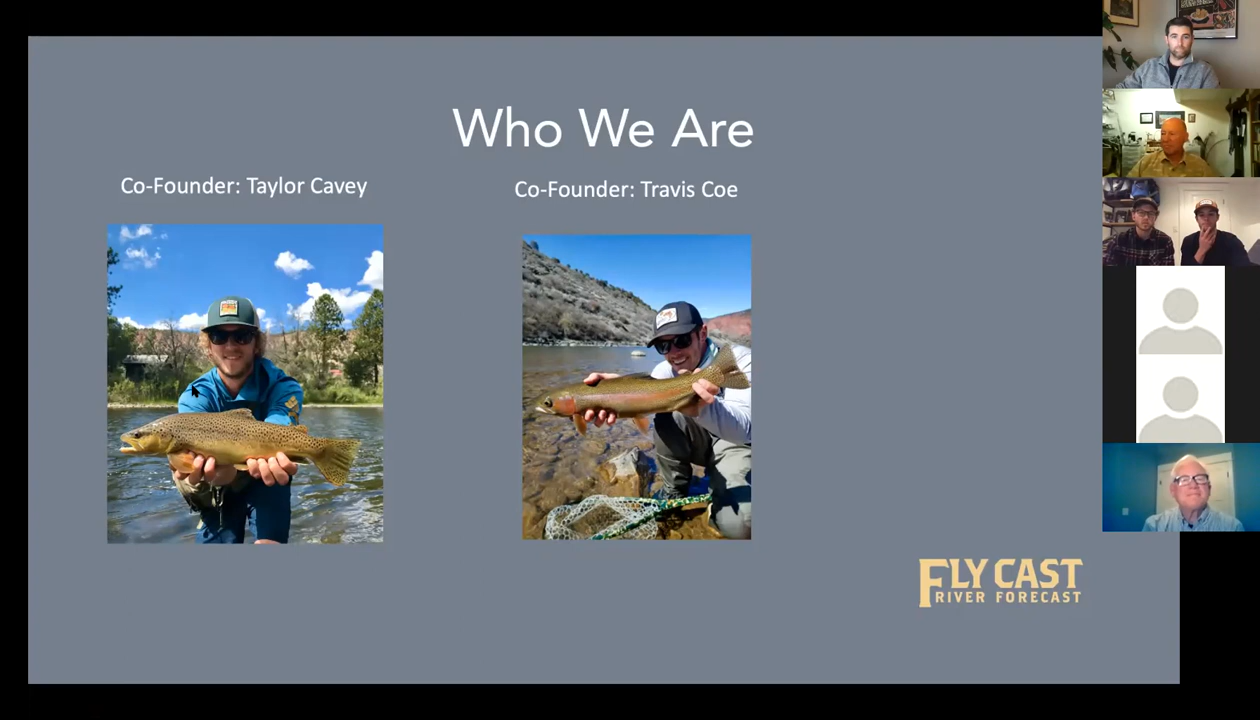 Who We Are
Co-Founder: Taylor Cavey
Co-Founder: Travis Coe
FLY CAST
RIVER FORECAST